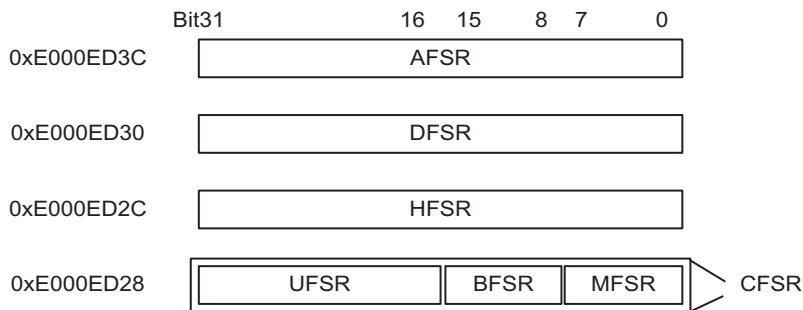 Bit31 16 15 8 7 0
0xE000ED3C AFSR
0xE000ED30 DFSR
0xE000ED2C HFSR
0xE000ED28 UFSR BFSR MFSR CFSR